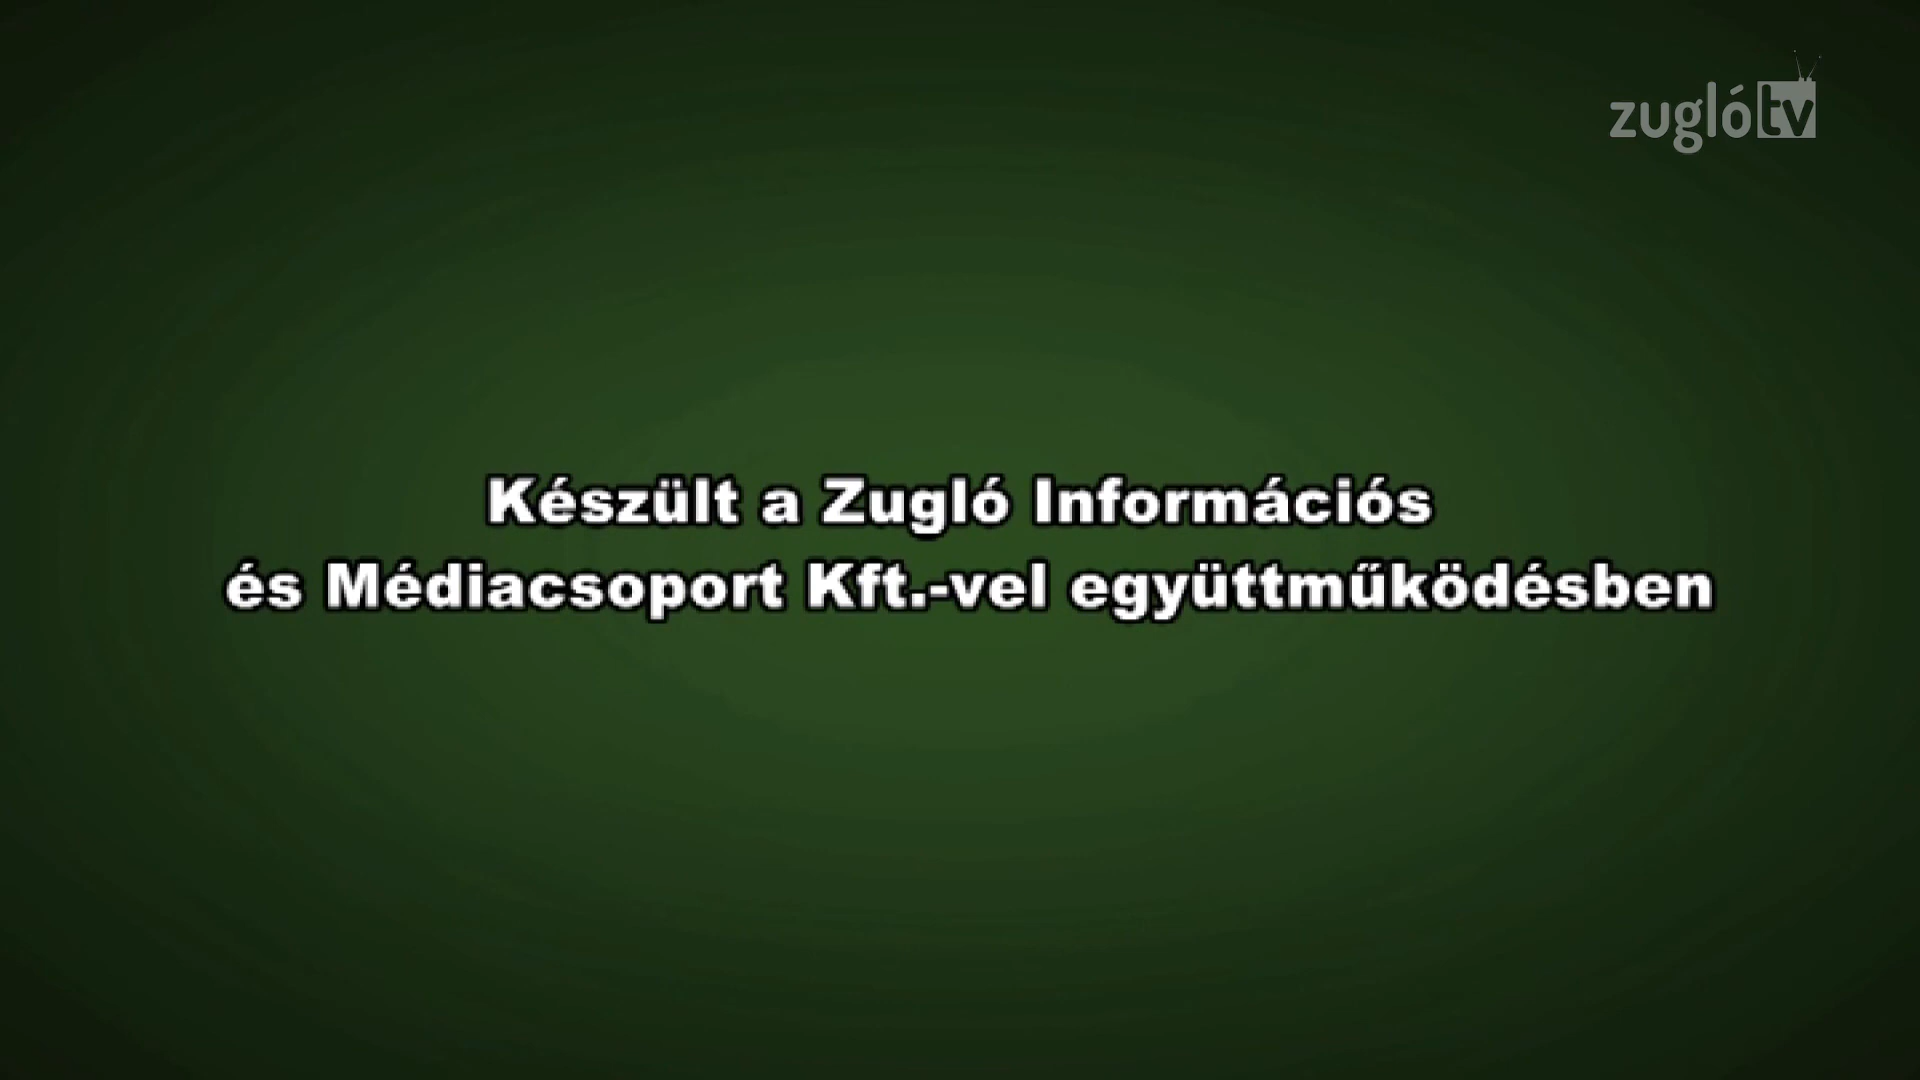 zuglótv
Készült a Zugló Információs
és Médiacsoport Kft.-vel együttműködésben